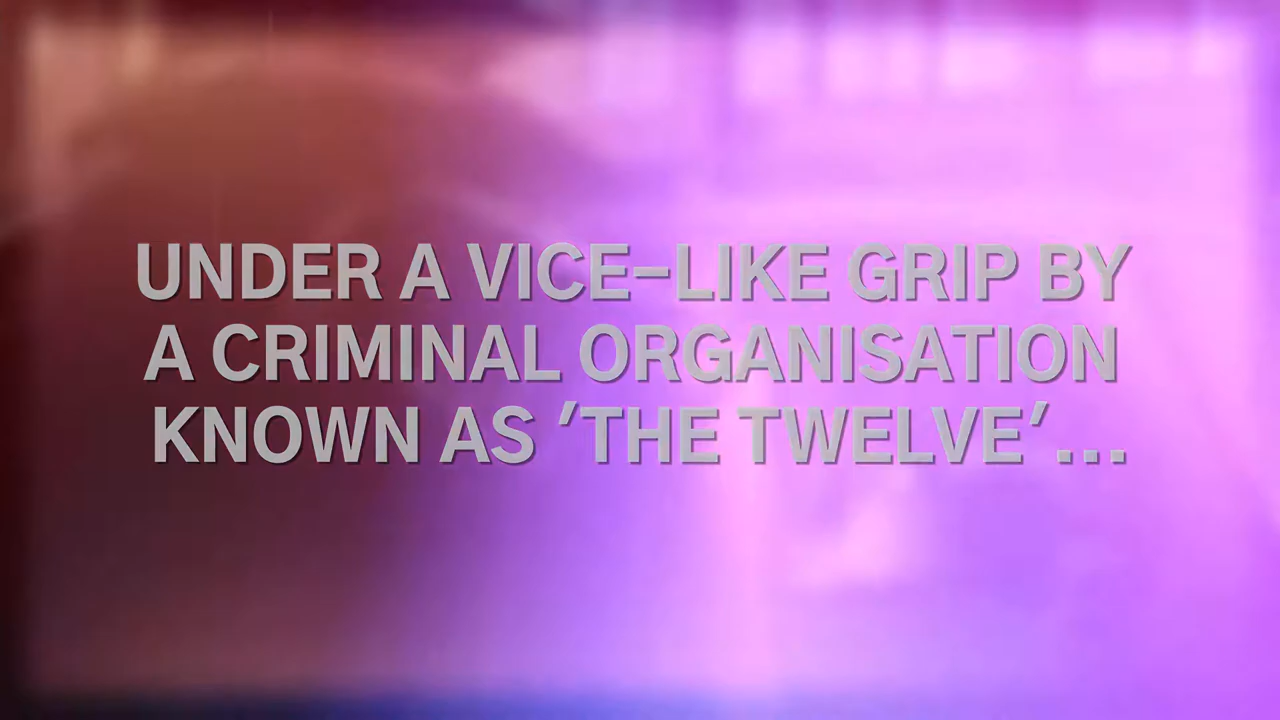 UNDER A VICE-LIKE GRIP BY
A CRIMINAL ORGANISATION
KNOWN AS 'THE TWELVE'...